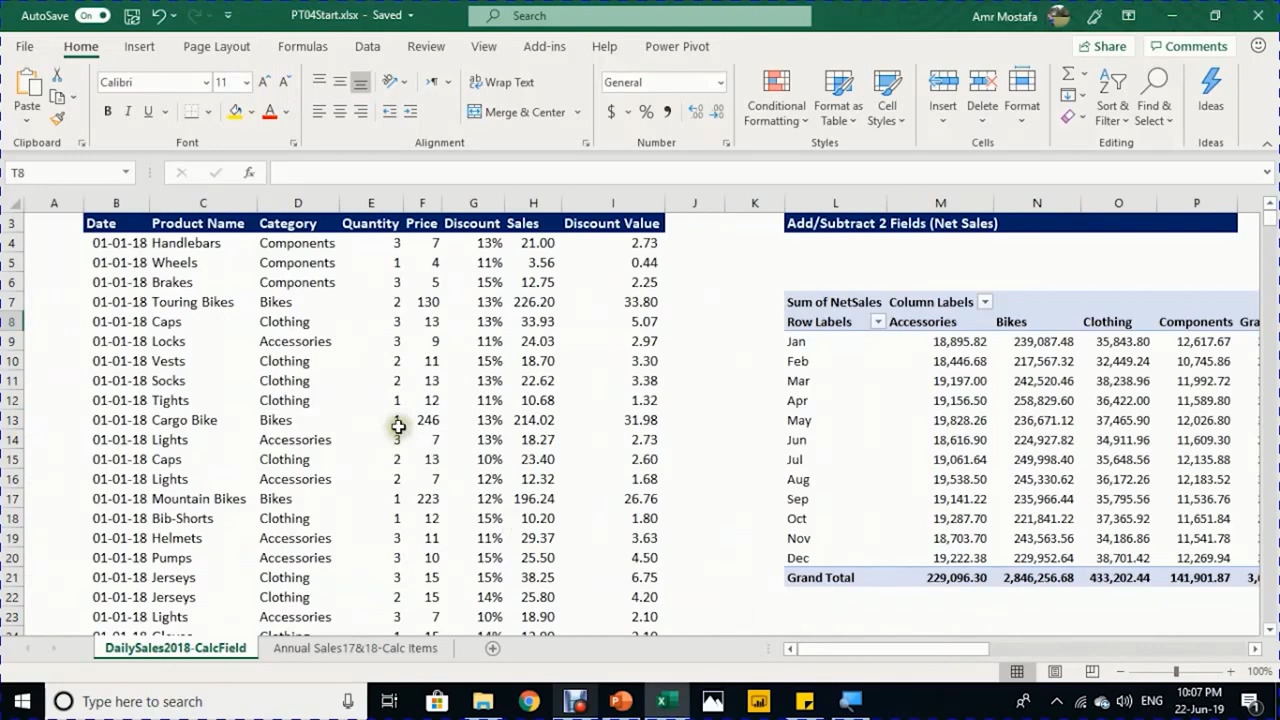 AutoSave On PT04Start.xlsx - Saved Search Amr Mostafa
File Home Insert Page Layout Formulas Data Review View Add-ins Help Power Pivot Share Comments
Calibri 11 Wrap Text General
Paste B I U Merge & Center $ % Conditional Formatting Format as Table Cell Styles Insert Delete Format Sort & Filter Find & Select Ideas
Clipboard Font Alignment Number Styles Cells Editing Ideas
T8 fx
A B C D E F G H I J K L M N O P
3 Date Product Name Category Quantity Price Discount Sales Discount Value Add/Subtract 2 Fields (Net Sales)
4 01-01-18 Handlebars Components 3 7 13% 21.00 2.73
5 01-01-18 Wheels Components 1 4 11% 3.56 0.44
6 01-01-18 Brakes Components 3 5 15% 12.75 2.25
7 01-01-18 Touring Bikes Bikes 2 130 13% 226.20 33.80 Sum of NetSales Column Labels
8 01-01-18 Caps Clothing 3 13 13% 33.93 5.07 Row Labels Accessories Bikes Clothing Components Gra
9 01-01-18 Locks Accessories 3 9 11% 24.03 2.97 Jan 18,895.82 239,087.48 35,843.80 12,617.67
10 01-01-18 Vests Clothing 2 11 15% 18.70 3.30 Feb 18,446.68 217,567.32 32,449.24 10,745.86
11 01-01-18 Socks Clothing 2 13 13% 22.62 3.38 Mar 19,197.00 242,520.46 38,238.96 11,992.72
12 01-01-18 Tights Clothing 1 12 11% 10.68 1.32 Apr 19,156.50 258,829.60 36,422.00 11,589.80
13 01-01-18 Cargo Bike Bikes 246 13% 214.02 31.98 May 19,828.26 236,671.12 37,465.90 12,026.80
14 01-01-18 Lights Accessories 3 7 13% 18.27 2.73 Jun 18,616.90 224,927.82 34,911.96 11,609.30
15 01-01-18 Caps Clothing 2 13 10% 23.40 2.60 Jul 19,061.64 249,998.40 35,648.56 12,135.88
16 01-01-18 Lights Accessories 2 7 12% 12.32 1.68 Aug 19,538.50 245,330.62 36,172.26 12,183.52
17 01-01-18 Mountain Bikes Bikes 1 223 12% 196.24 26.76 Sep 19,141.22 235,966.44 35,795.56 11,536.76
18 01-01-18 Bib-Shorts Clothing 1 12 15% 10.20 1.80 Oct 19,287.70 221,841.22 37,365.92 11,651.84
19 01-01-18 Helmets Accessories 3 11 11% 29.37 3.63 Nov 18,703.70 243,563.56 34,186.86 11,541.78
20 01-01-18 Pumps Accessories 3 10 15% 25.50 4.50 Dec 19,222.38 229,952.64 38,701.42 12,269.94
21 01-01-18 Jerseys Clothing 3 15 15% 38.25 6.75 Grand Total 229,096.30 2,846,256.68 433,202.44 141,901.87 3,
22 01-01-18 Jerseys Clothing 2 15 14% 25.80 4.20
23 01-01-18 Lights Accessories 3 7 10% 18.90 2.10
DailySales2018-CalcField Annual Sales17&18-Calc Items
100%
Type here to search ENG 10:07 PM
22-Jun-19